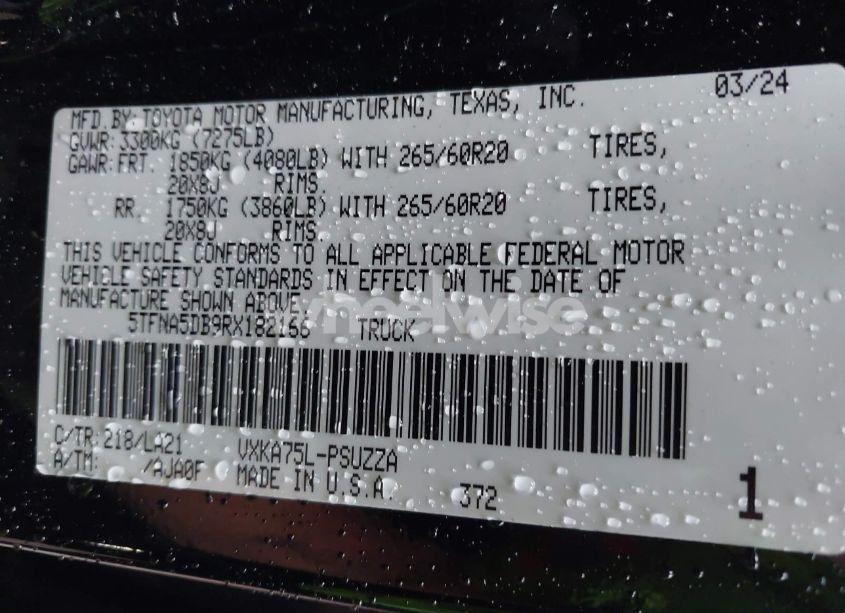 03/24
MFD.BY:TOYOTA MOTOR MANUFACTURING, TEXAS, INC.
GVWR:3300KG (7275LB)
GAWR:FRT. 1850KG (4080LB) WITH 265/60R20 TIRES,
20X8J RIMS.
RR. 1750KG (3860LB) WITH 265/60R20 TIRES,
20X8J RIMS.
THIS VEHICLE CONFORMS TO ALL APPLICABLE FEDERAL MOTOR
VEHICLE SAFETY STANDARDS IN EFFECT ON THE DATE OF
MANUFACTURE SHOWN ABOVE.
wheelwise
5TFNA5DB9RX182166 TRUCK
C/TR:218/LA21 VXKA75L-PSUZZA
A/TM: /AJA0F MADE IN U.S.A. 372 1